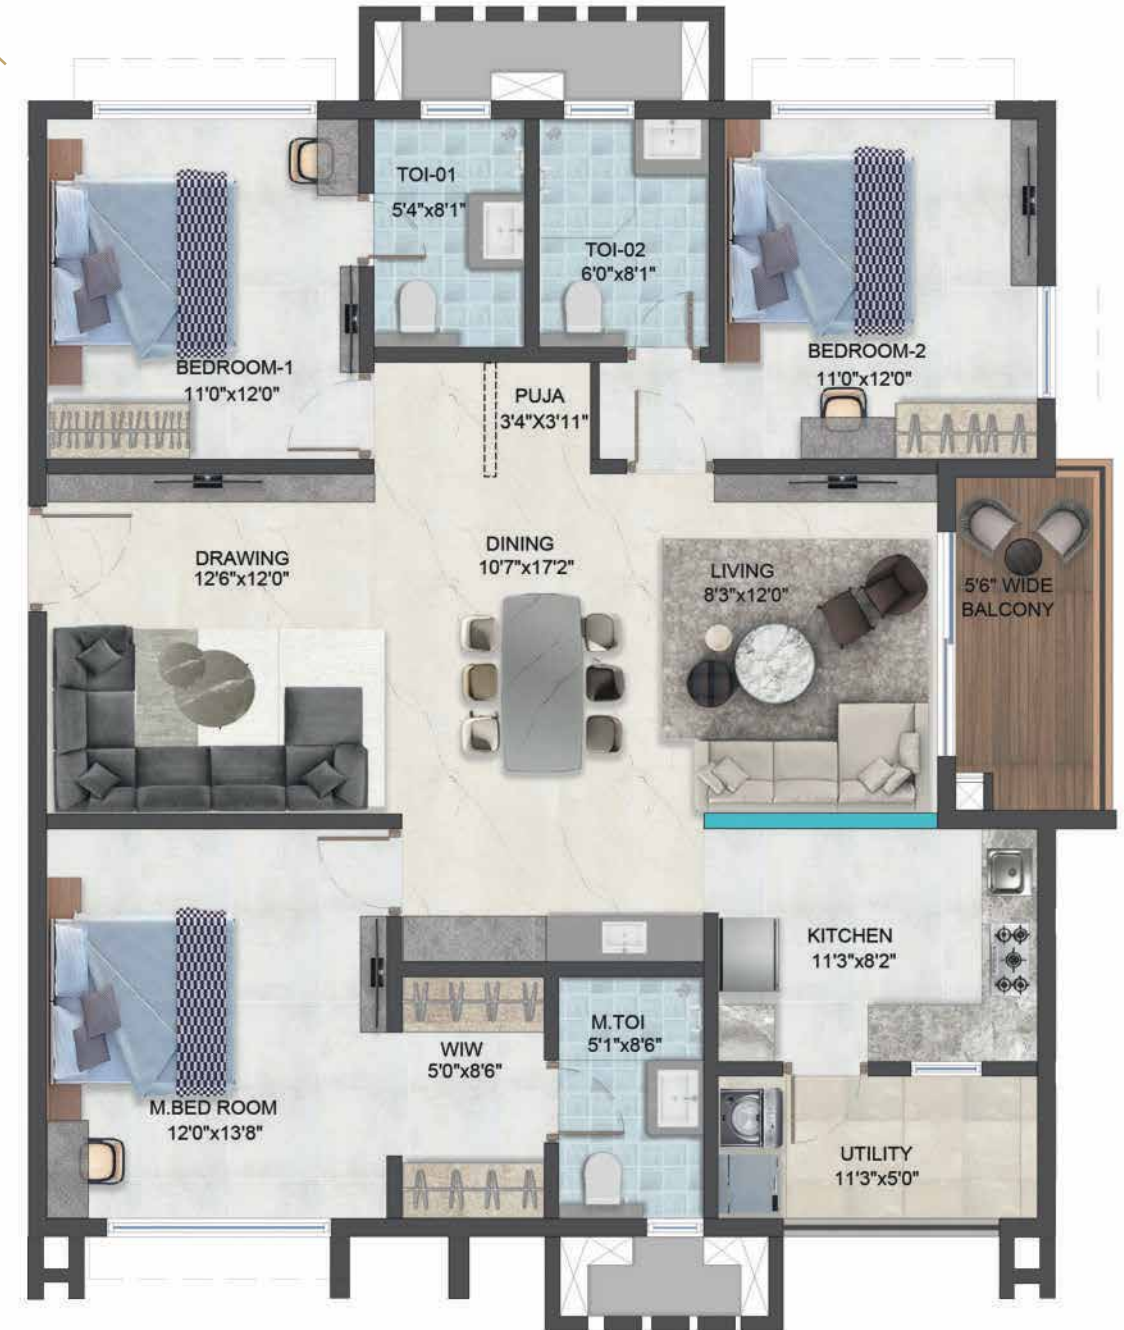 TOI-01
5'4"x8'1"
TOI-02
6'0"x8'1"
BEDROOM-1
11'0"x12'0"
PUJA
3'4"X3'11"
BEDROOM-2
11'0"x12'0"
DRAWING
12'6"x12'0"
DINING
10'7"x17'2"
LIVING
8'3"x12'0"
5'6" WIDE
BALCONY
KITCHEN
11'3"x8'2"
M.TOI
5'1"x8'6"
WIW
5'0"x8'6"
M.BED ROOM
12'0"x13'8"
UTILITY
11'3"x5'0"